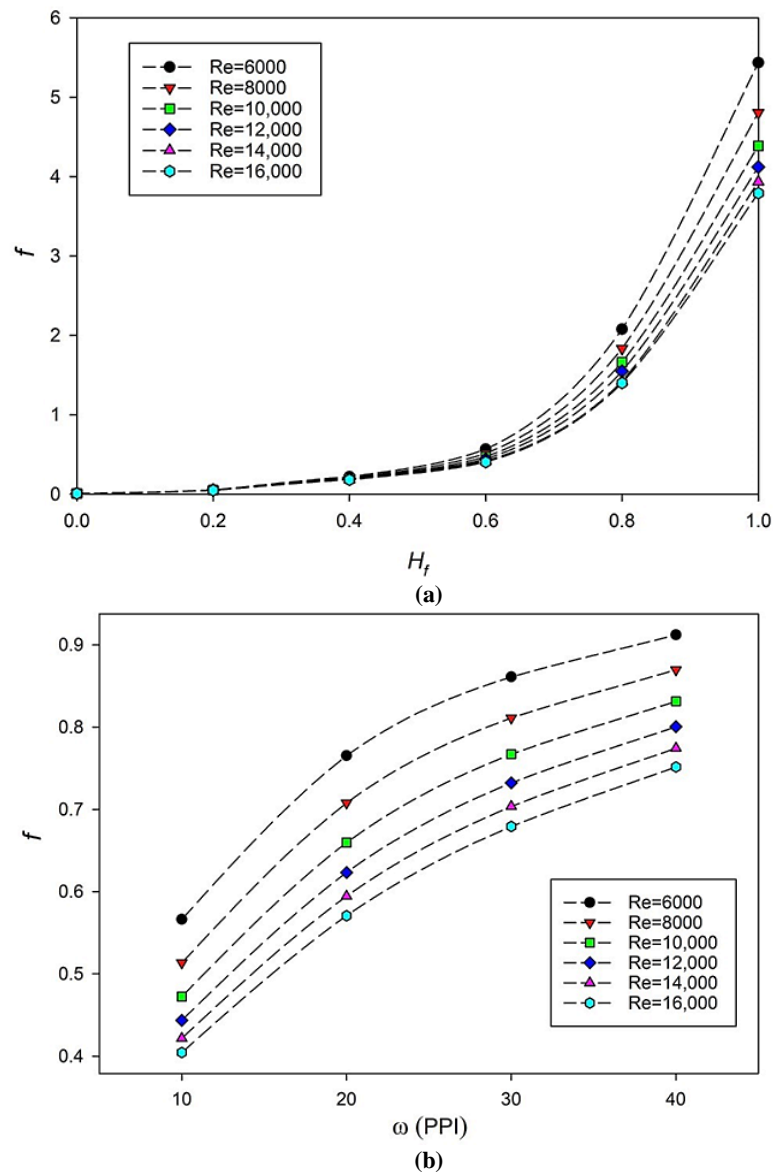 6
5
4
3
2
1
0
f
Re=6000
Re=8000
Re=10,000
Re=12,000
Re=14,000
Re=16,000
0.0 0.2 0.4 0.6 0.8 1.0
Hf
(a)
0.9
0.8
0.7
0.6
0.5
0.4
f
Re=6000
Re=8000
Re=10,000
Re=12,000
Re=14,000
Re=16,000
10 20 30 40
ω (PPI)
(b)